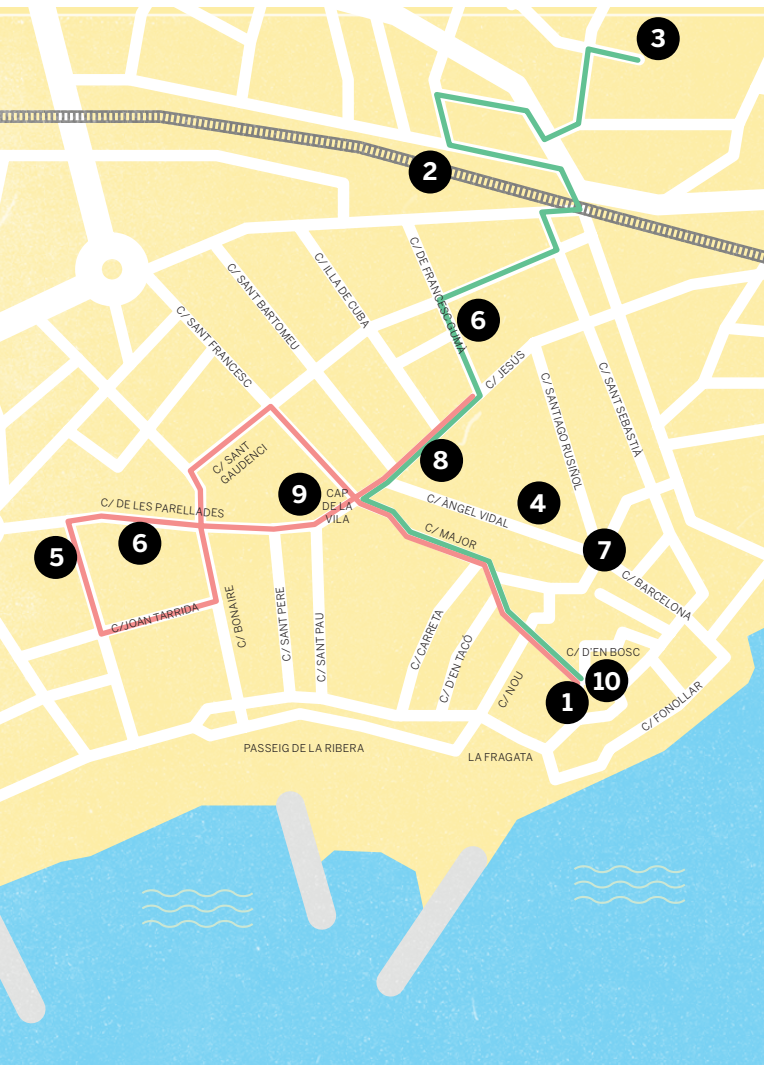 3
2
C/ DE FRANCESC GUMÀ
C/ ILLA DE CUBA
C/ SANT BARTOMEU
C/ SANT FRANCESC
6
C/ JESÚS
C/ SANTIAGO RUSIÑOL
C/ SANT SEBASTIÀ
C/ SANT
GAUDENCI
8
9
CAP
DE LA
VILA
C/ ÀNGEL VIDAL
4
C/ DE LES PARELLADES
5
6
C/ MAJOR
7
C/ BARCELONA
C/JOAN TARRIDA
C/ BONAIRE
C/ SANT PERE
C/ SANT PAU
C/ CARRETA
C/ D'EN TACÓ
C/ NOU
C/ D'EN BOSC
1
10
C/ FONOLLAR
PASSEIG DE LA RIBERA
LA FRAGATA